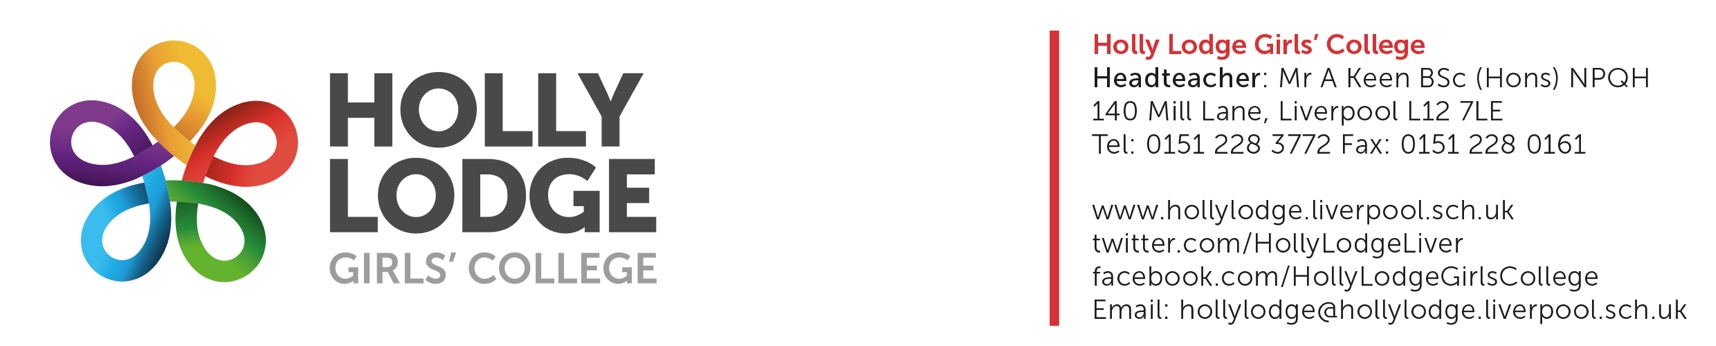 HOLLY
LODGE
GIRLS’ COLLEGE
Holly Lodge Girls’ College
Headteacher: Mr A Keen BSc (Hons) NPQH
140 Mill Lane, Liverpool L12 7LE
Tel: 0151 228 3772 Fax: 0151 228 0161
www.hollylodge.liverpool.sch.uk
twitter.com/HollyLodgeLiver
facebook.com/HollyLodgeGirlsCollege
Email: hollylodge@hollylodge.liverpool.sch.uk